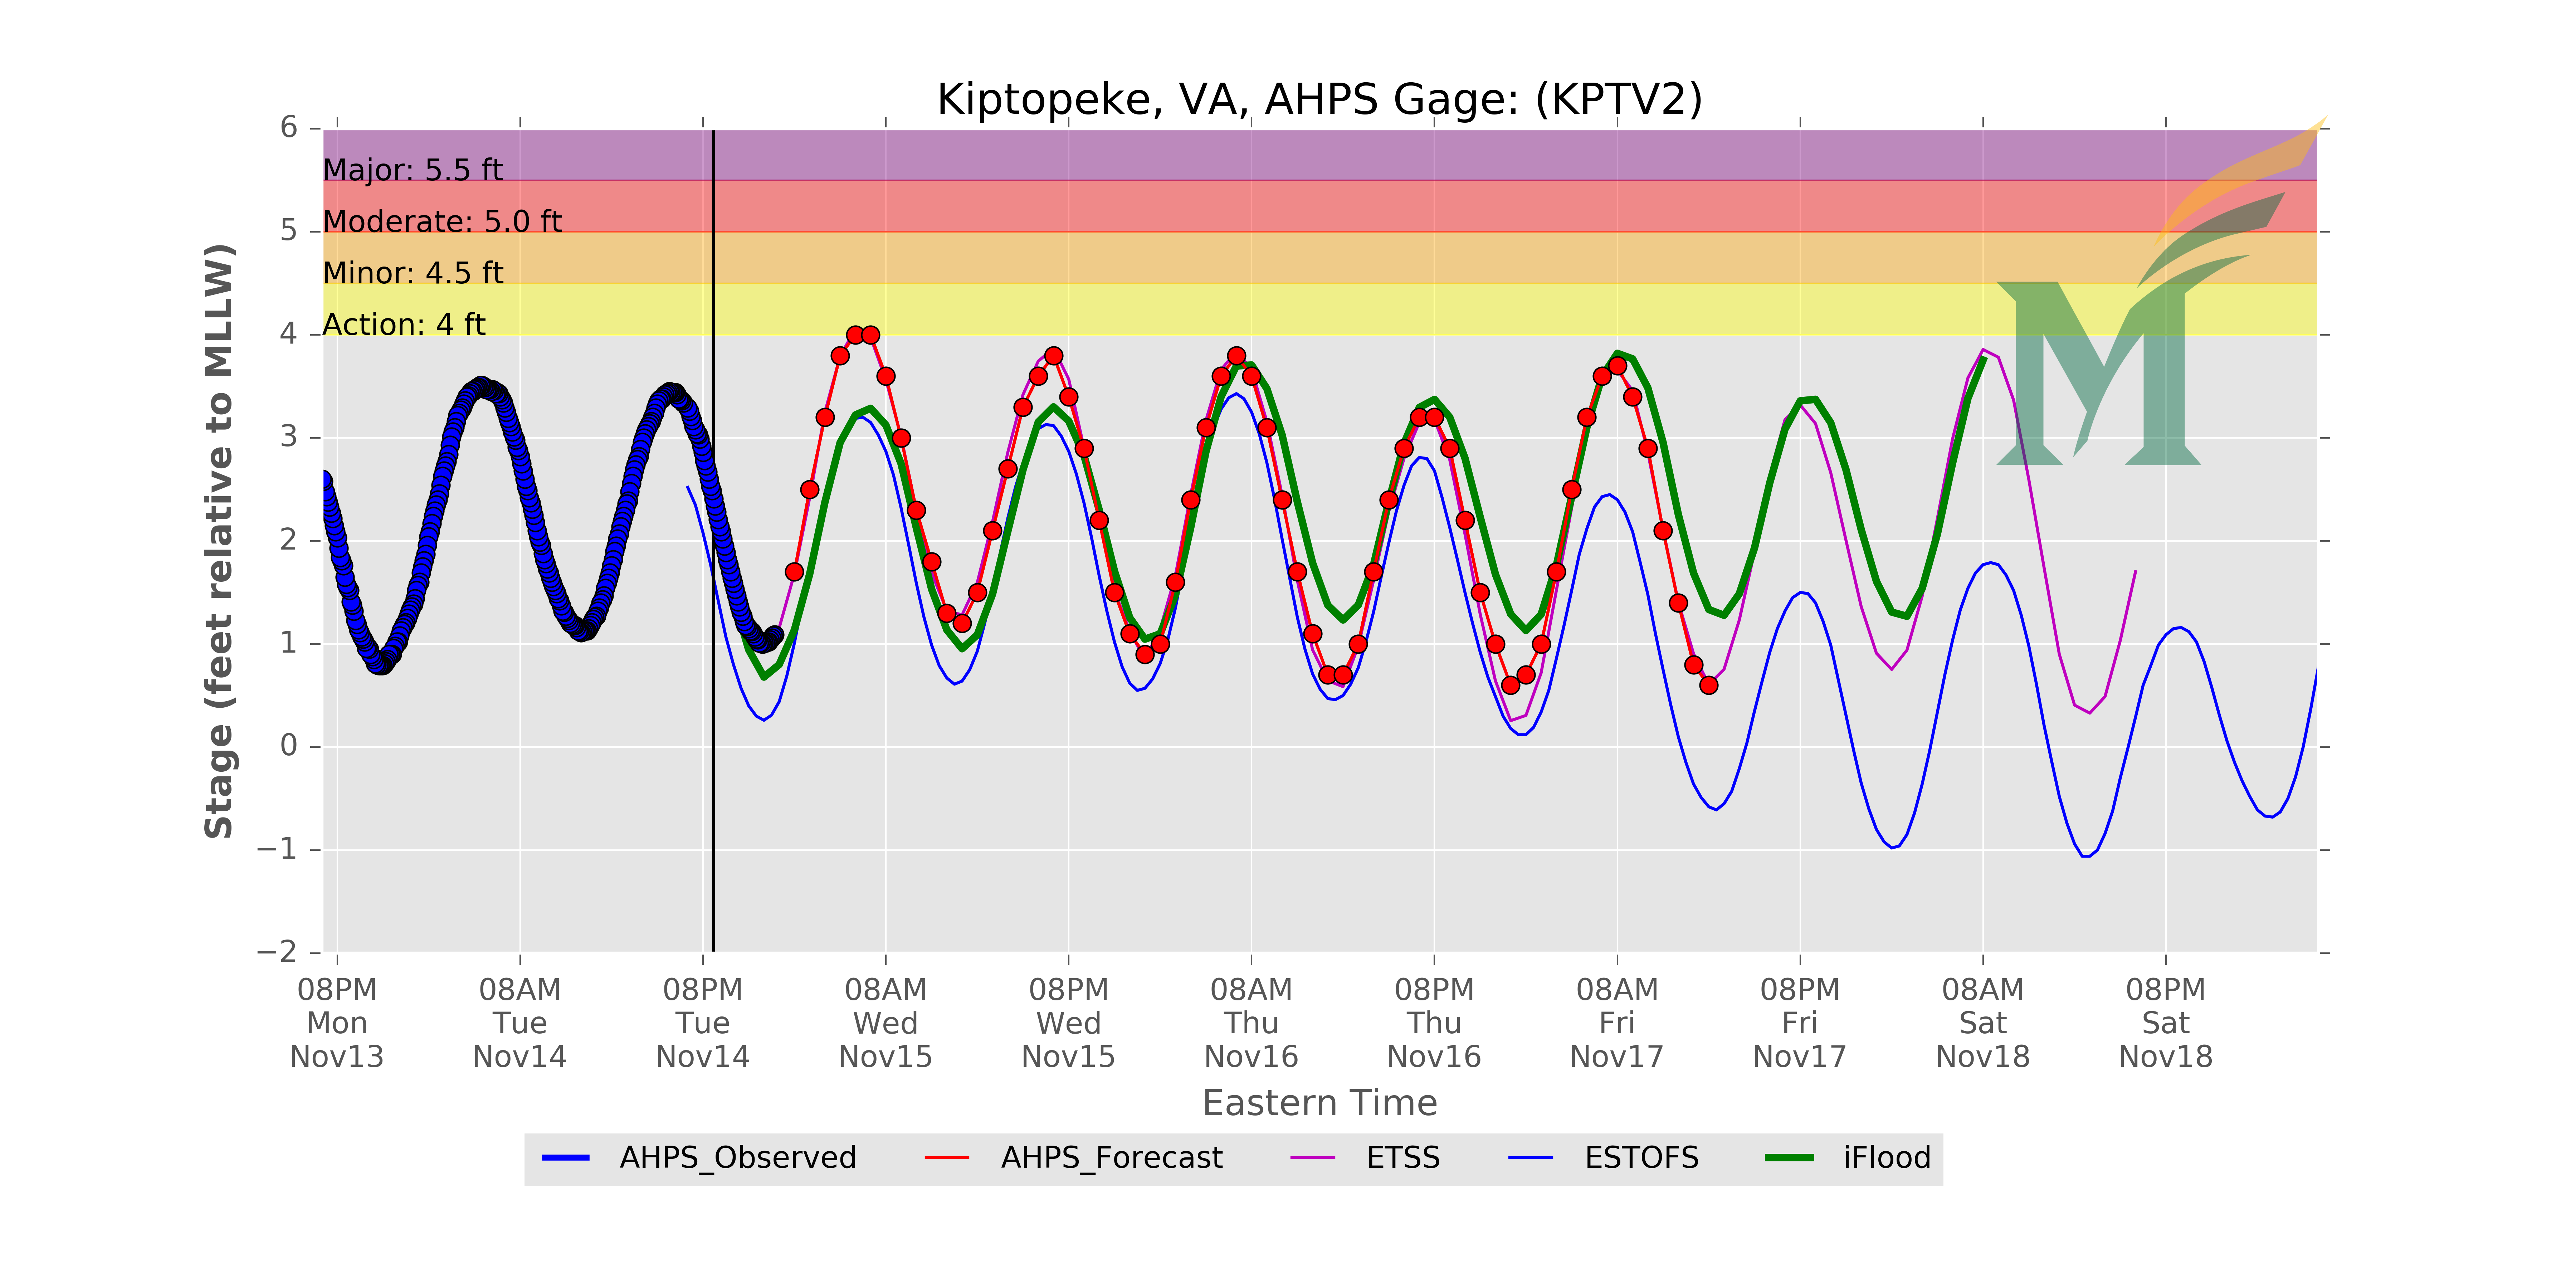 Kiptopeke, VA, AHPS Gage: (KPTV2)
6
5
4
3
2
1
0
−1
−2
Stage (feet relative to MLLW)
Major: 5.5 ft
Moderate: 5.0 ft
Minor: 4.5 ft
Action: 4 ft
M
08PM 08AM 08PM 08AM 08PM 08AM 08PM 08AM 08PM 08AM 08PM
Mon Tue Tue Wed Wed Thu Thu Fri Fri Sat Sat
Nov13 Nov14 Nov14 Nov15 Nov15 Nov16 Nov16 Nov17 Nov17 Nov18 Nov18
Eastern Time
AHPS_Observed AHPS_Forecast ETSS ESTOFS iFlood